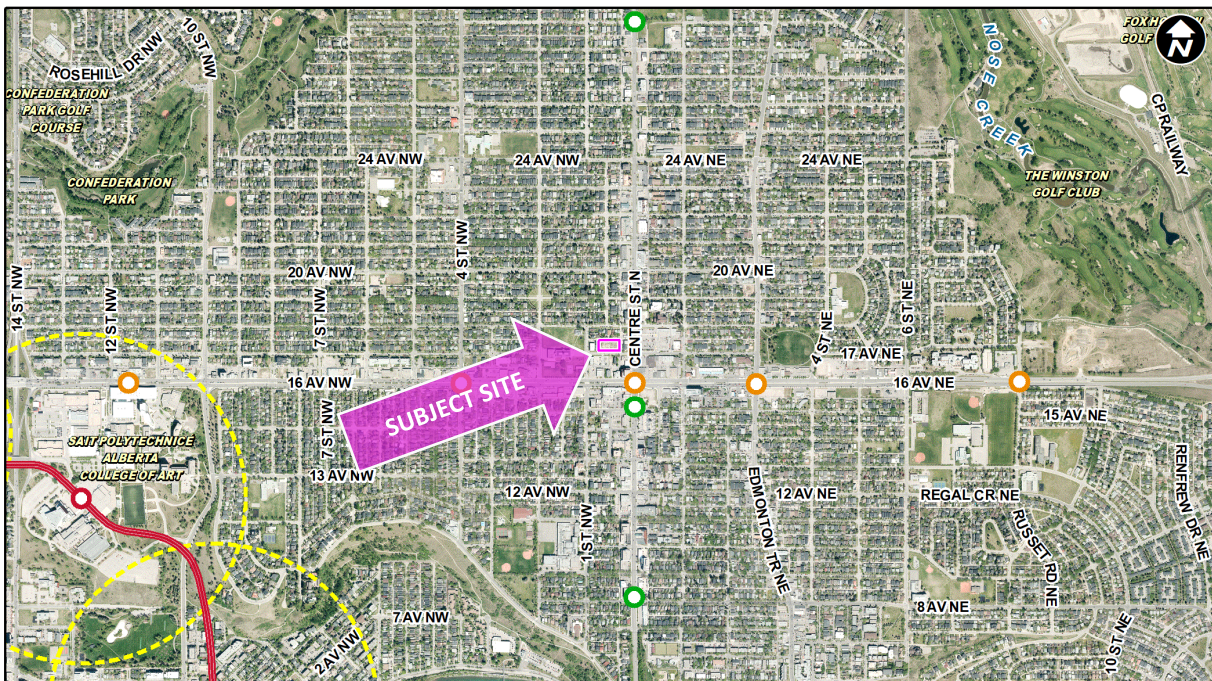 10 ST NW
ROSEHILL DR NW
CONFEDERATION
PARK GOLF
COURSE
NOSE CREEK
GOLF
N
CP RAILWAY
24 AV NW
24 AV NW
24 AV NE
24 AV NE
CONFEDERATION
PARK
THE WINSTON
GOLF CLUB
14 ST NW
12 ST NW
20 AV NW
7 ST NW
4 ST NW
CENTRE ST N
20 AV NE
4 ST NE
6 ST NE
17 AV NE
16 AV NW
16 AV NE
SUBJECT SITE
7 ST NW
15 AV NE
SAIT POLYTECHNICE
ALBERTA
COLLEGE OF ART
13 AV NW
12 AV NW
1 ST NW
EDMONTON TR NE
12 AV NE
REGAL CR NE
RUSSET RD NE
RENFREW DR NE
7 AV NW
2 AV NW
8 AV NE
10 ST NE